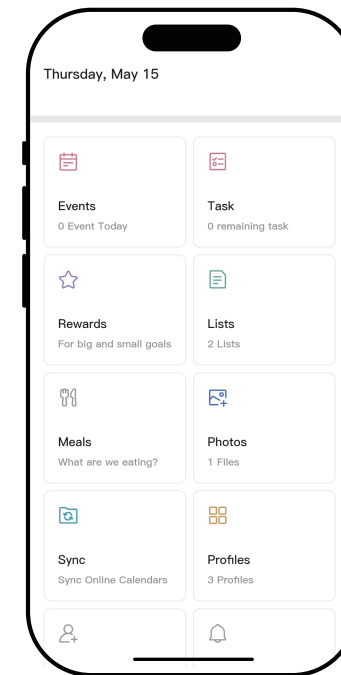 Thursday, May 15
Events
0 Event Today
Task
0 remaining task
Rewards
For big and small goals
Lists
2 Lists
Meals
What are we eating?
Photos
1 Files
Sync
Sync Online Calendars
Profiles
3 Profiles